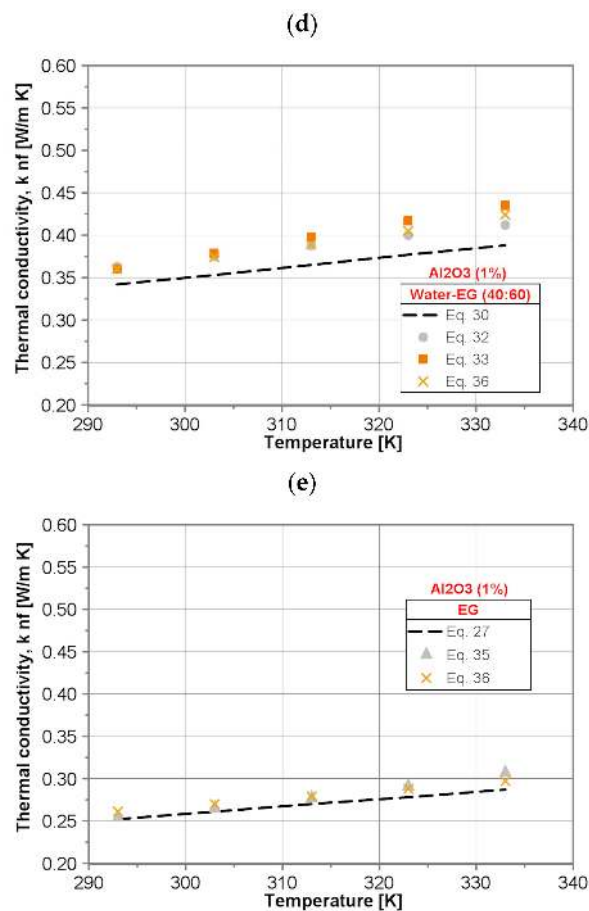 (d)
Thermal conductivity, k nf [W/m K]
0.60
0.55
0.50
0.45
0.40
0.35
0.30
0.25
0.20
Al2O3 (1%)
Water-EG (40:60)
Eq. 30
Eq. 32
Eq. 33
Eq. 36
290
300
310
320
330
340
Temperature [K]
(e)
Thermal conductivity, k nf [W/m K]
0.60
0.55
0.50
0.45
0.40
0.35
0.30
0.25
0.20
Al2O3 (1%)
EG
Eq. 27
Eq. 35
Eq. 36
290
300
310
320
330
340
Temperature [K]